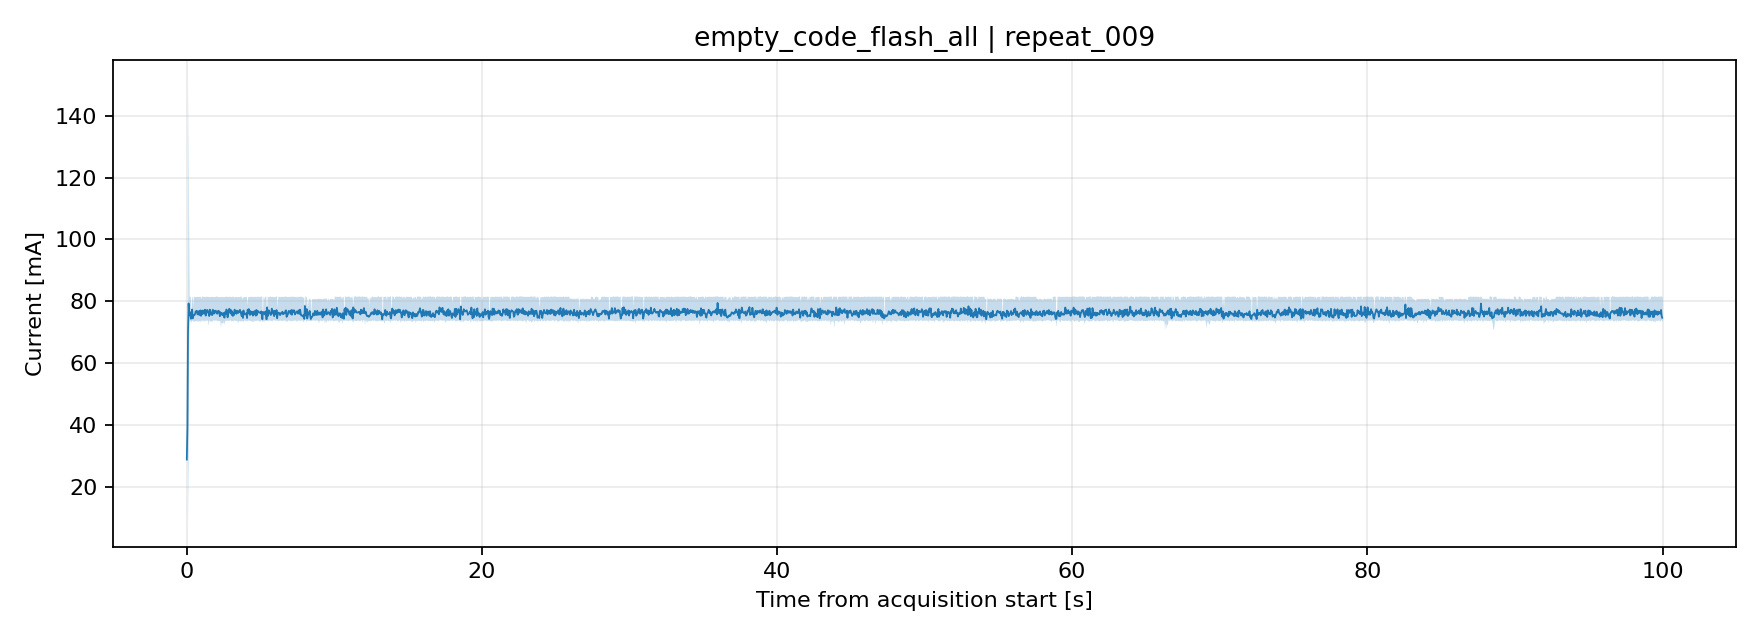 empty_code_flash_all | repeat_009
Current [mA]
140
120
100
80
60
40
20
0 20 40 60 80 100
Time from acquisition start [s]